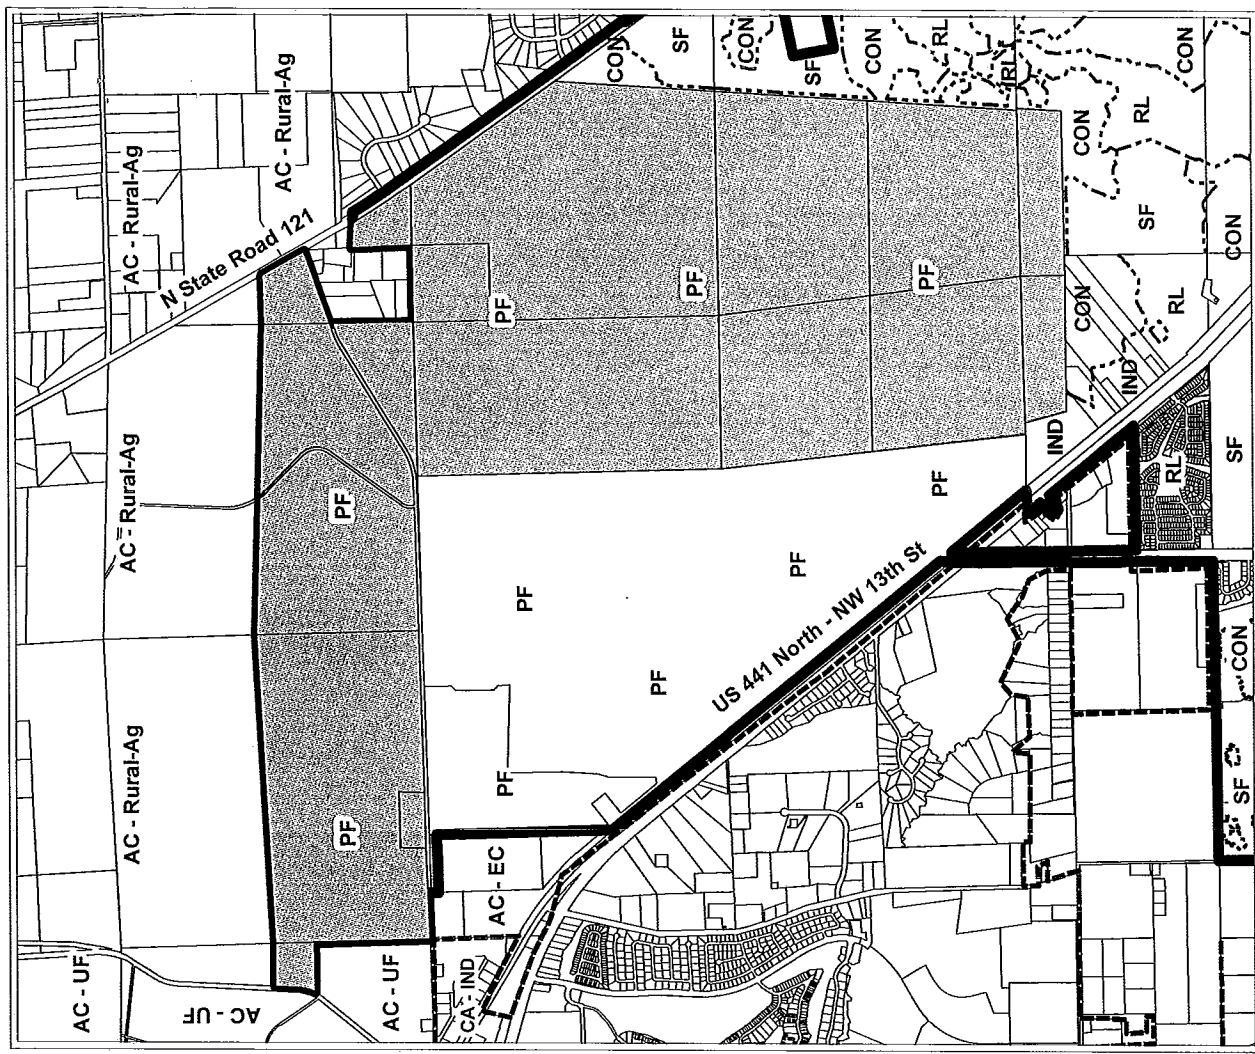 CON
SF
CON
SF
CON
RL
RL
CON
CON
RL
CON
SF
CON
AC - Rural-Ag
AC - Rural-Ag
N State Road 121
PF
PF
PF
CON
RL
IND
IND
RL
SF
AC - Rural-Ag
PF
PF
PF
PF
PF
US 441 North - NW 13th St
PF
AC - Rural-Ag
PF
AC - EC
CON
SF
AC - UF
AC - UF
AC - UF
CA - IND